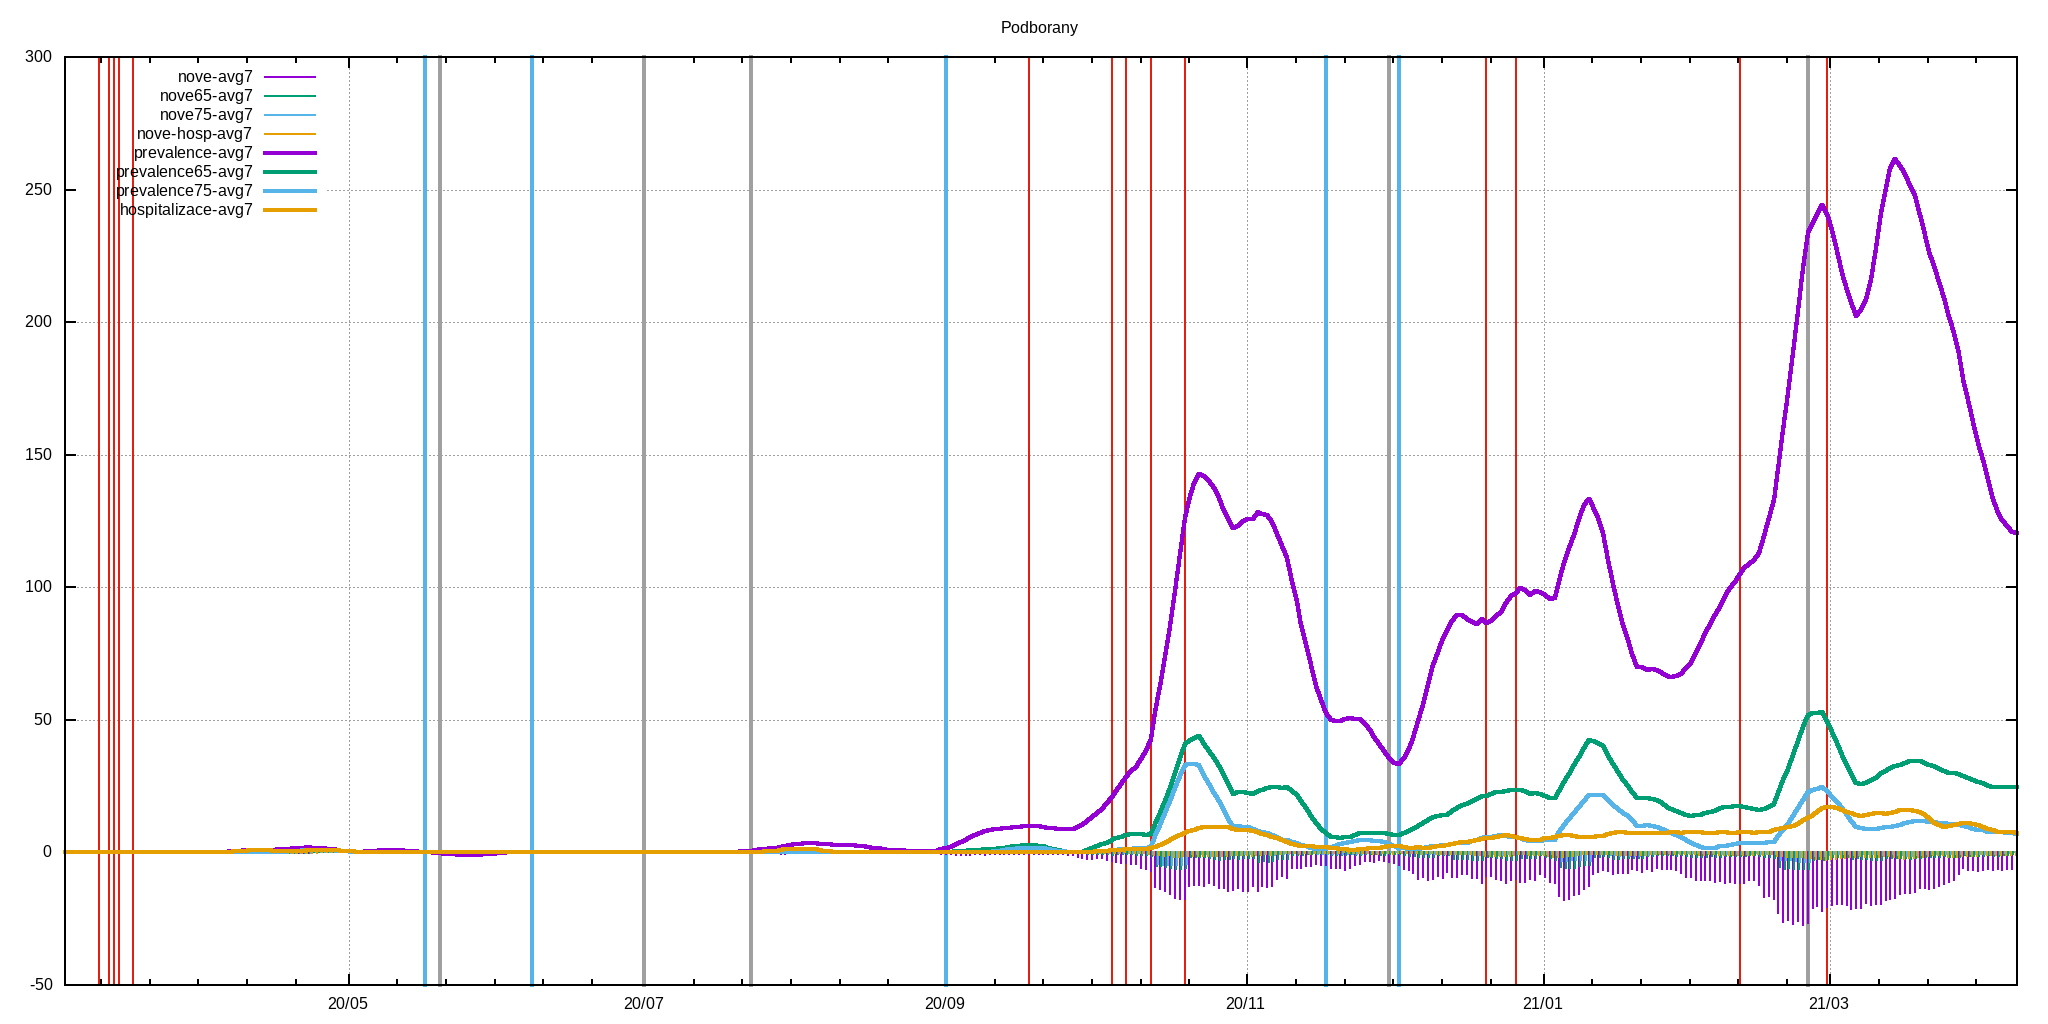 Podborany
300
250
200
150
100
50
0
-50
nove-avg7
nove65-avg7
nove75-avg7
nove-hosp-avg7
prevalence-avg7
prevalence65-avg7
prevalence75-avg7
hospitalizace-avg7
20/05 20/07 20/09 20/11 21/01 21/03